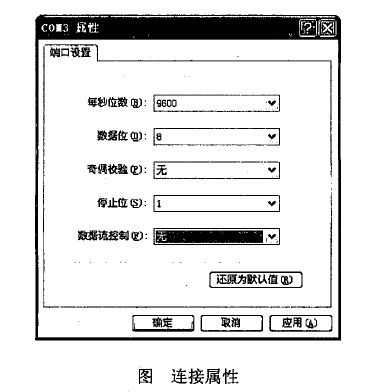 COM3 属性
端口设置
每秒位数(B): 9600
数据位(D): 8
奇偶校验(P): 无
停止位(S): 1
数据流控制(F): 无
还原为默认值(R)
确定 取消 应用(A)
图 连接属性